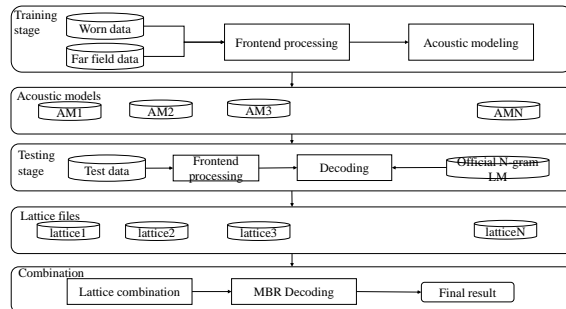 Training
stage
Worn data
Far field data
Frontend processing
Acoustic modeling
Acoustic models
AM1
AM2
AM3
AMN
Testing
stage
Test data
Frontend
processing
Decoding
Official N-gram
LM
Lattice files
lattice1
lattice2
lattice3
latticeN
Combination
Lattice combination
MBR Decoding
Final result